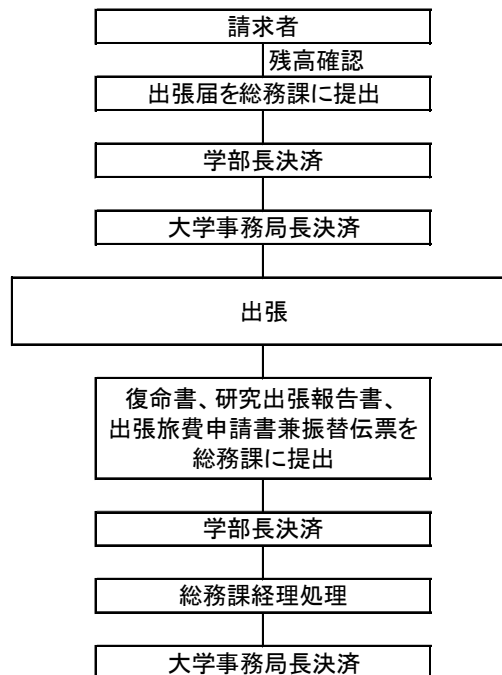 請求者
残高確認
出張届を総務課に提出
学部長決済
大学事務局長決済
出張
復命書、研究出張報告書、
出張旅費申請書兼振替伝票を
総務課に提出
学部長決済
総務課経理処理
大学事務局長決済